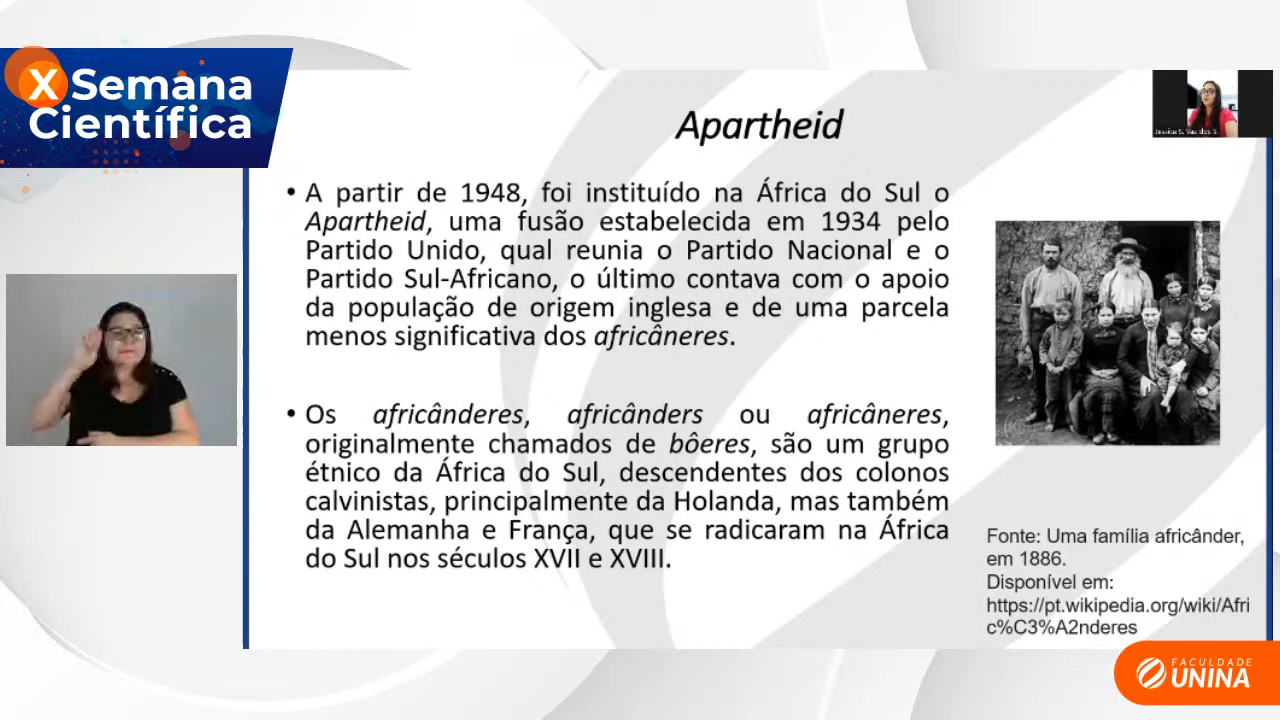 X Semana
Científica
Apartheid
• A partir de 1948, foi instituído na África do Sul o
Apartheid, uma fusão estabelecida em 1934 pelo
Partido Unido, qual reunia o Partido Nacional e o
Partido Sul-Africano, o último contava com o apoio
da população de origem inglesa e de uma parcela
menos significativa dos africâneres.
• Os africânderes, africânders ou africâneres,
originalmente chamados de bôeres, são um grupo
étnico da África do Sul, descendentes dos colonos
calvinistas, principalmente da Holanda, mas também
da Alemanha e França, que se radicaram na África
do Sul nos séculos XVII e XVIII.
Fonte: Uma família africânder,
em 1886.
Disponível em:
https://pt.wikipedia.org/wiki/Afri
c%C3%A2nderes
FACULDADE
UNINA